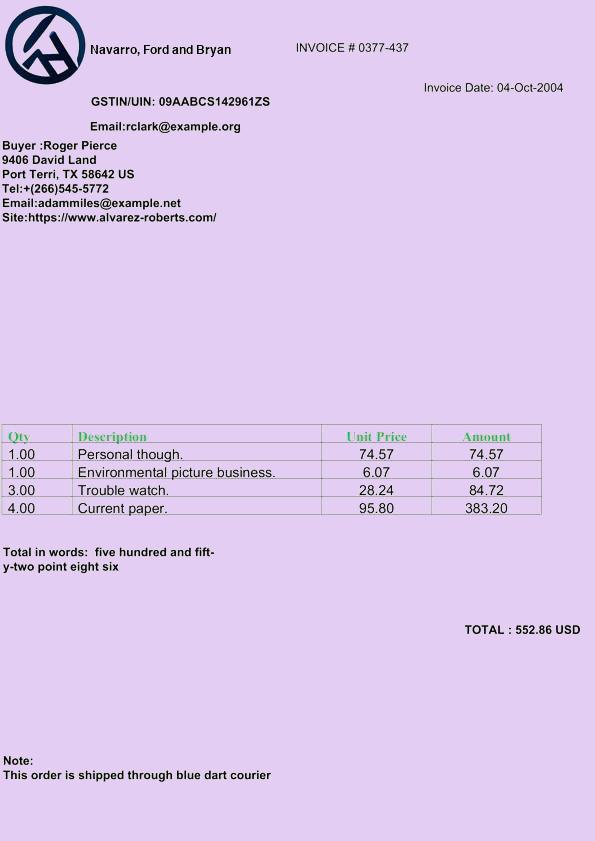 Navarro, Ford and Bryan
INVOICE # 0377-437
Invoice Date: 04-Oct-2004
GSTIN/UIN: 09AABCS142961ZS
Email:rclark@example.org
Buyer :Roger Pierce
9406 David Land
Port Terri, TX 58642 US
Tel:+(266)545-5772
Email:adammiles@example.net
Site:https://www.alvarez-roberts.com/
Qty Description Unit Price Amount
1.00 Personal though. 74.57 74.57
1.00 Environmental picture business. 6.07 6.07
3.00 Trouble watch. 28.24 84.72
4.00 Current paper. 95.80 383.20
Total in words: five hundred and fift-
y-two point eight six
TOTAL : 552.86 USD
Note:
This order is shipped through blue dart courier